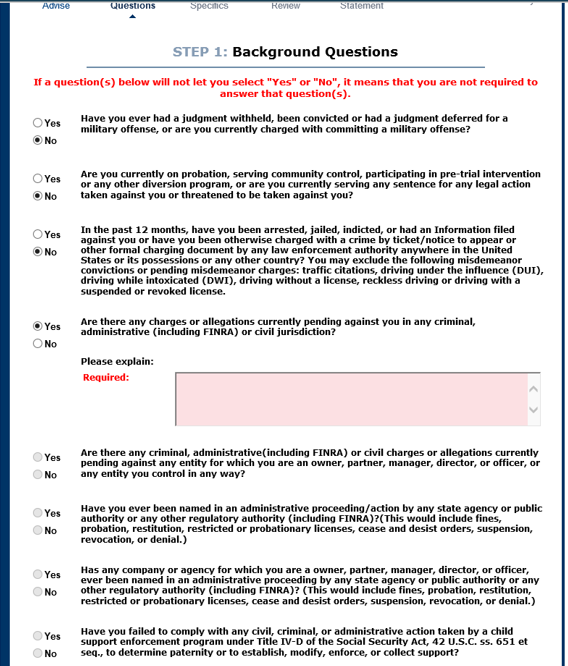 Advise Questions Specifics Review Statement
STEP 1: Background Questions
If a question(s) below will not let you select "Yes" or "No", it means that you are not required to
answer that question(s).
Yes
No
Have you ever had a judgment withheld, been convicted or had a judgment deferred for a
military offense, or are you currently charged with committing a military offense?
Yes
No
Are you currently on probation, serving community control, participating in pre-trial intervention
or any other diversion program, or are you currently serving any sentence for any legal action
taken against you or threatened to be taken against you?
Yes
No
In the past 12 months, have you been arrested, jailed, indicted, or had an Information filed
against you or have you been otherwise charged with a crime by ticket/notice to appear or
other formal charging document by any law enforcement authority anywhere in the United
States or its possessions or any other country? You may exclude the following misdemeanor
convictions or pending misdemeanor charges: traffic citations, driving under the influence (DUI),
driving while intoxicated (DWI), driving without a license, reckless driving or driving with a
suspended or revoked license.
Yes
No
Are there any charges or allegations currently pending against you in any criminal,
administrative (including FINRA) or civil jurisdiction?
Please explain:
Required:
Yes
No
Are there any criminal, administrative(including FINRA) or civil charges or allegations currently
pending against any entity for which you are an owner, partner, manager, director, or officer, or
any entity you control in any way?
Yes
No
Have you ever been named in an administrative proceeding/action by any state agency or public
authority or any other regulatory authority (including FINRA)?(This would include fines,
probation, restitution, restricted or probationary licenses, cease and desist orders, suspension,
revocation, or denial.)
Yes
No
Has any company or agency for which you are a owner, partner, manager, director, or officer,
ever been named in an administrative proceeding by any state agency or public authority or any
other regulatory authority (including FINRA)? (This would include fines, probation, restitution,
restricted or probationary licenses, cease and desist orders, suspension, revocation, or denial.)
Yes
No
Have you failed to comply with any civil, criminal, or administrative action taken by a child
support enforcement program under Title IV-D of the Social Security Act, 42 U.S.C. ss. 651 et
seq., to determine paternity or to establish, modify, enforce, or collect support?